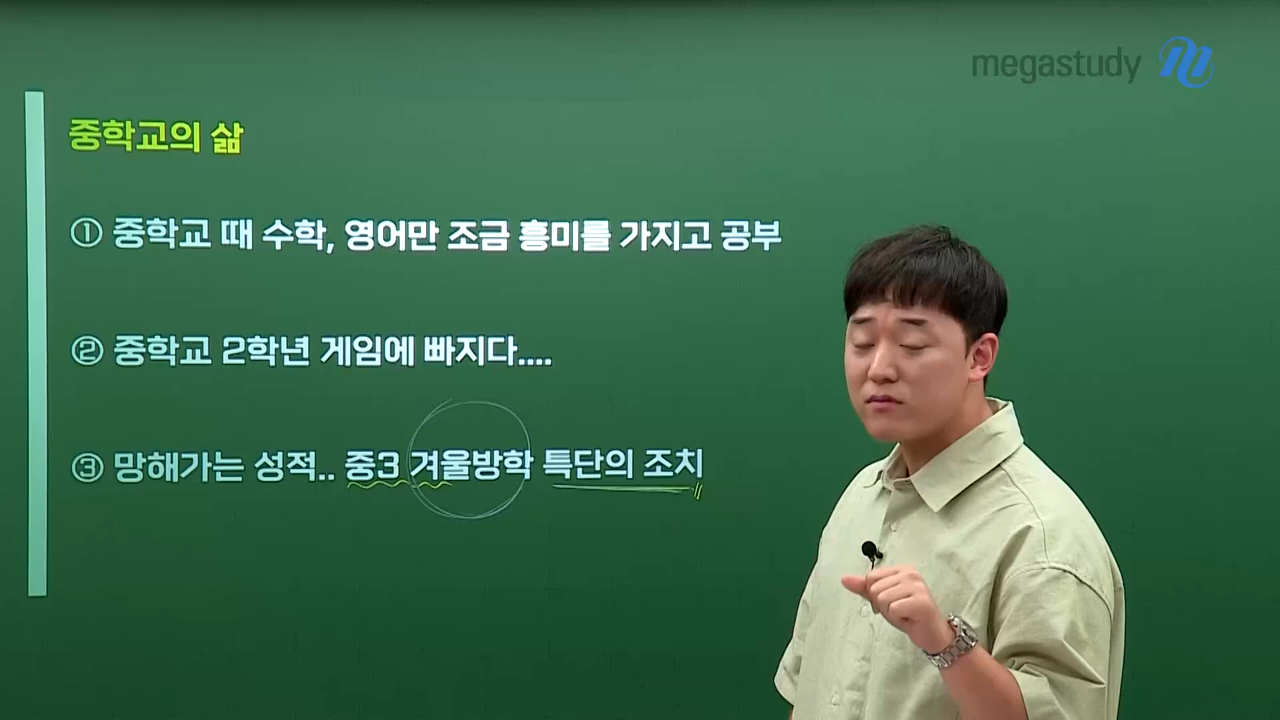 megastudy
중학교의 삶
① 중학교 때 수학, 영어만 조금 흥미를 가지고 공부
② 중학교 2학년 게임에 빠지다....
③ 망해가는 성적.. 중3 겨울방학 특단의 조치